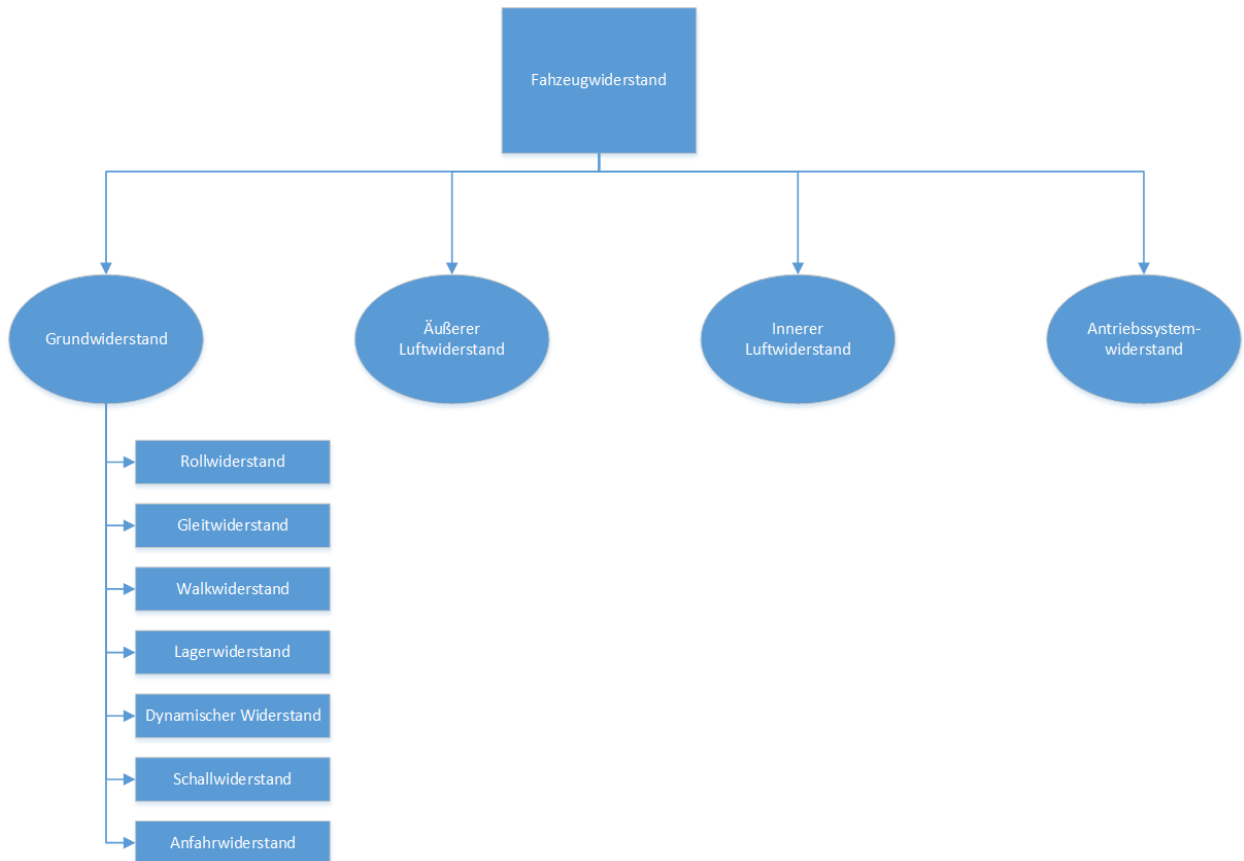 Fahzeugwiderstand
Grundwiderstand
Äußerer
Luftwiderstand
Innerer
Luftwiderstand
Antriebssystem-
widerstand
Rollwiderstand
Gleitwiderstand
Walkwiderstand
Lagerwiderstand
Dynamischer Widerstand
Schallwiderstand
Anfahrwiderstand